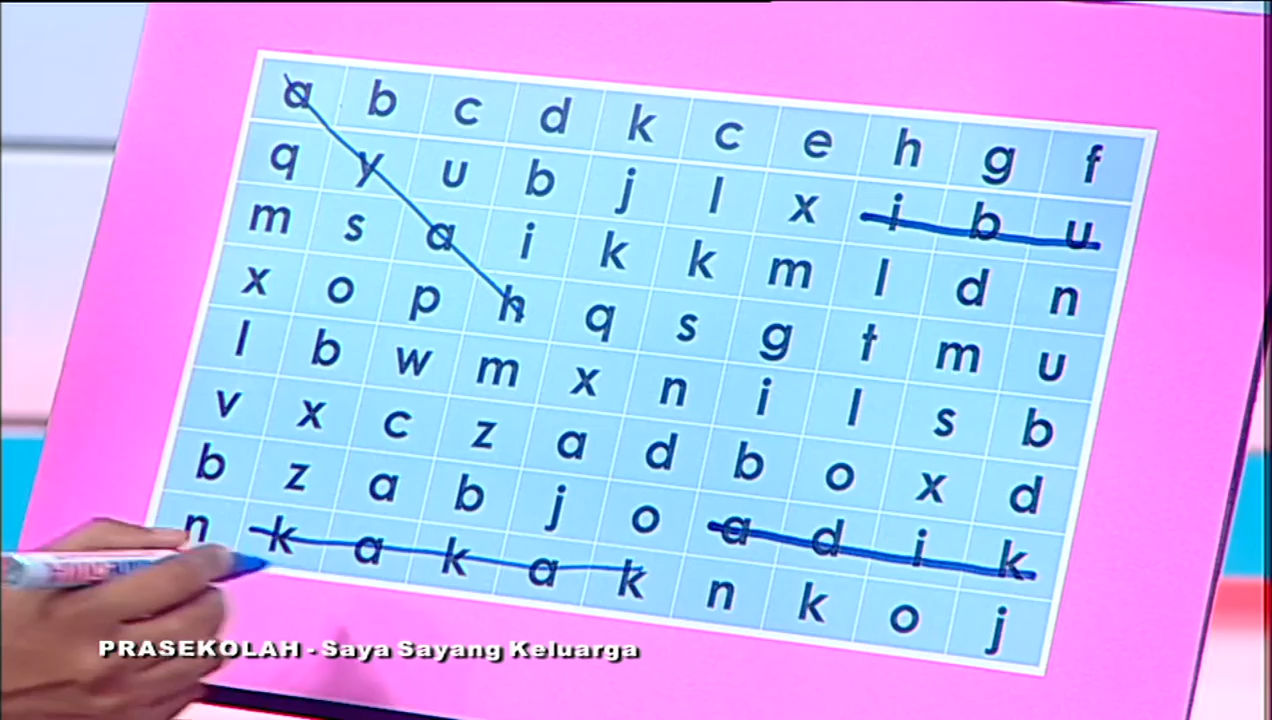 a b c d k c e h g f
q y u b j l x i b u
m s a i k k m l d n
x o p h q s g t m u
l b w m x n i l s b
v x c z a d b o x d
b z a b j o a d i k
n k a k a k n k o j
PRASEKOLAH - Saya Sayang Keluarga